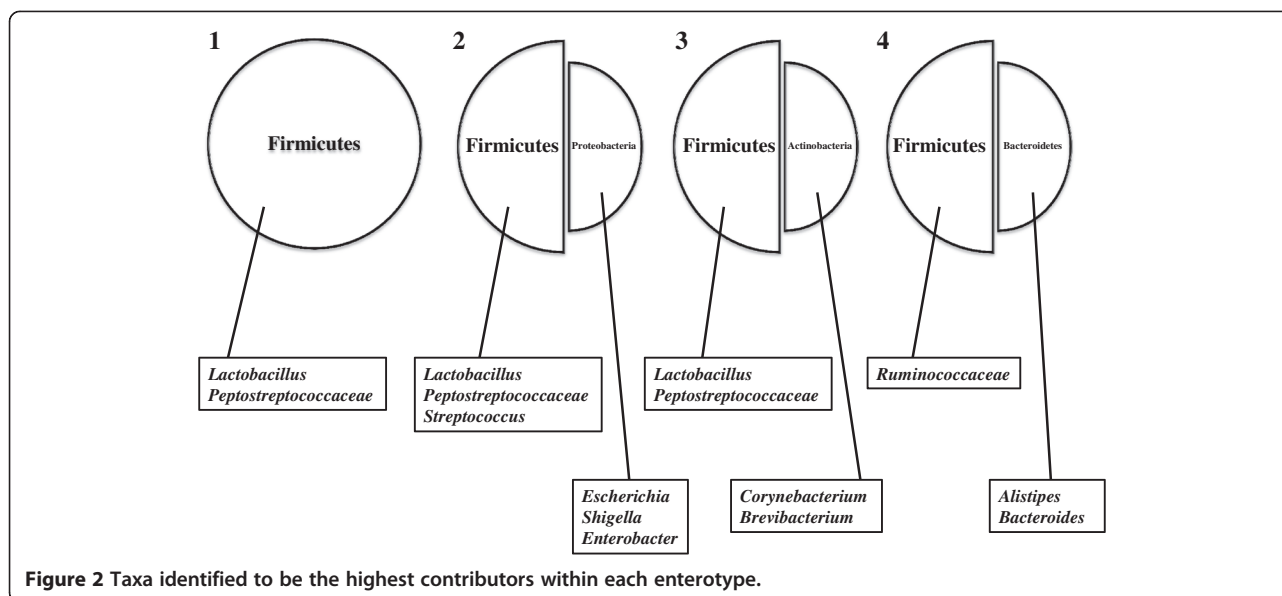 1
2
3
4
Firmicutes
Firmicutes
Proteobacteria
Firmicutes
Actinobacteria
Firmicutes
Bacteroidetes
Lactobacillus
Peptostreptococcaceae
Lactobacillus
Peptostreptococcaceae
Streptococcus
Lactobacillus
Peptostreptococcaceae
Ruminococcaceae
Escherichia
Shigella
Enterobacter
Corynebacterium
Brevibacterium
Alistipes
Bacteroides
Figure 2 Taxa identified to be the highest contributors within each enterotype.